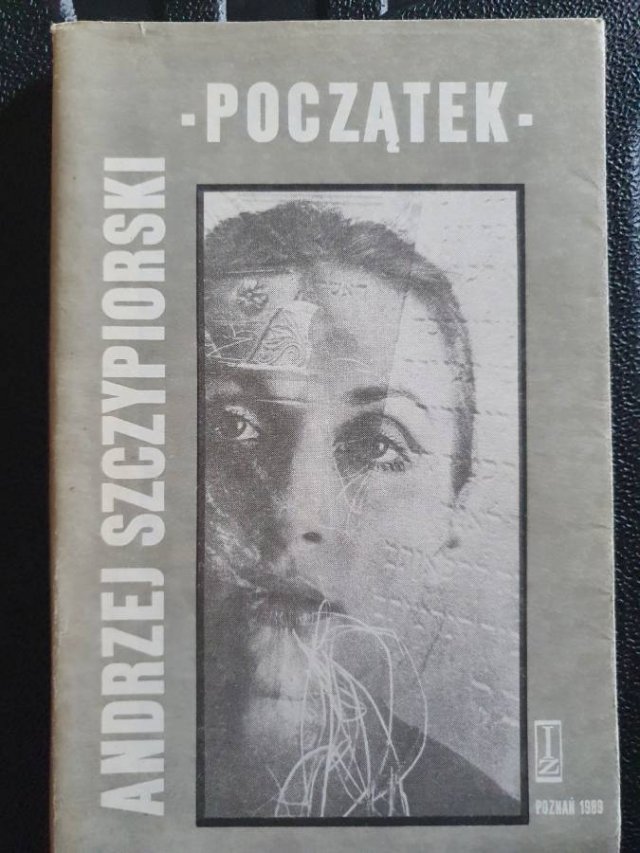 -POCZĄTEK-
ANDRZEJ SZCZYPIORSKI
IZ
POZNAŃ 1989